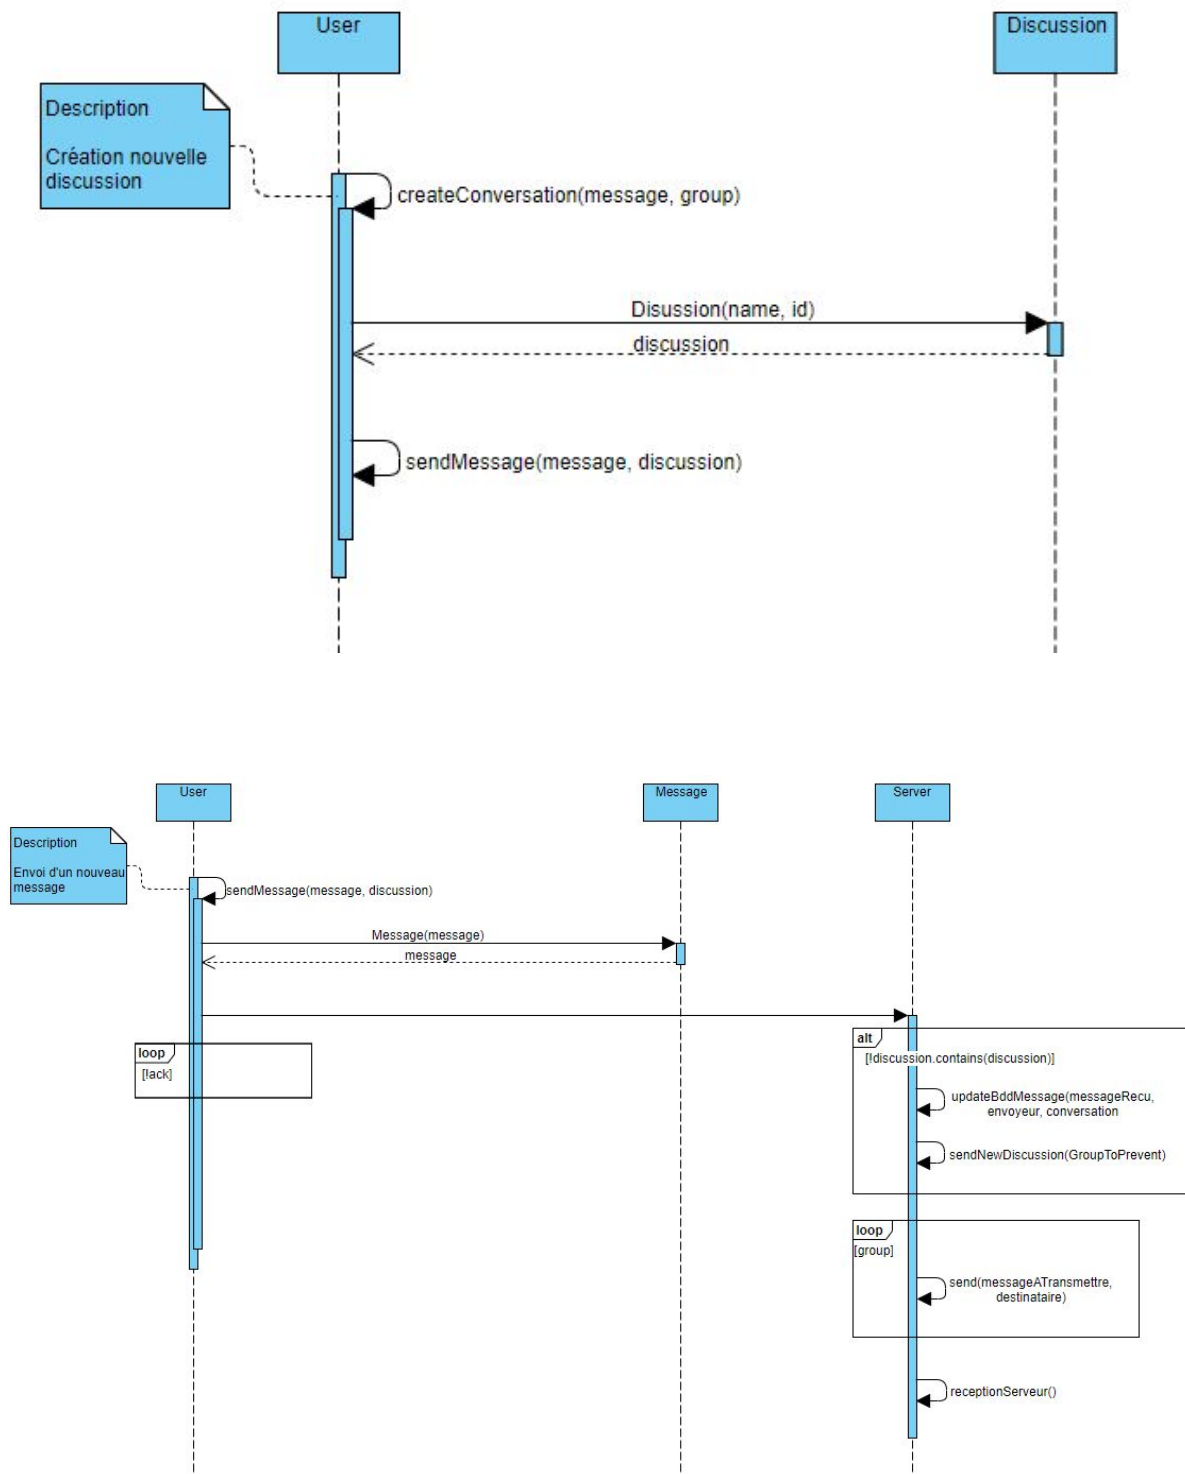 User
Discussion
Description
Création nouvelle
discussion
createConversation(message, group)
Disussion(name, id)
discussion
sendMessage(message, discussion)
User
Message
Server
Description
Envoi d'un nouveau
message
sendMessage(message, discussion)
Message(message)
message
loop
[!ack]
alt
[!discussion.contains(discussion)]
updateBddMessage(messageRecu,
envoyeur, conversation
sendNewDiscussion(GroupToPrevent)
loop
[group]
send(messageATransmettre,
destinataire)
receptionServeur()